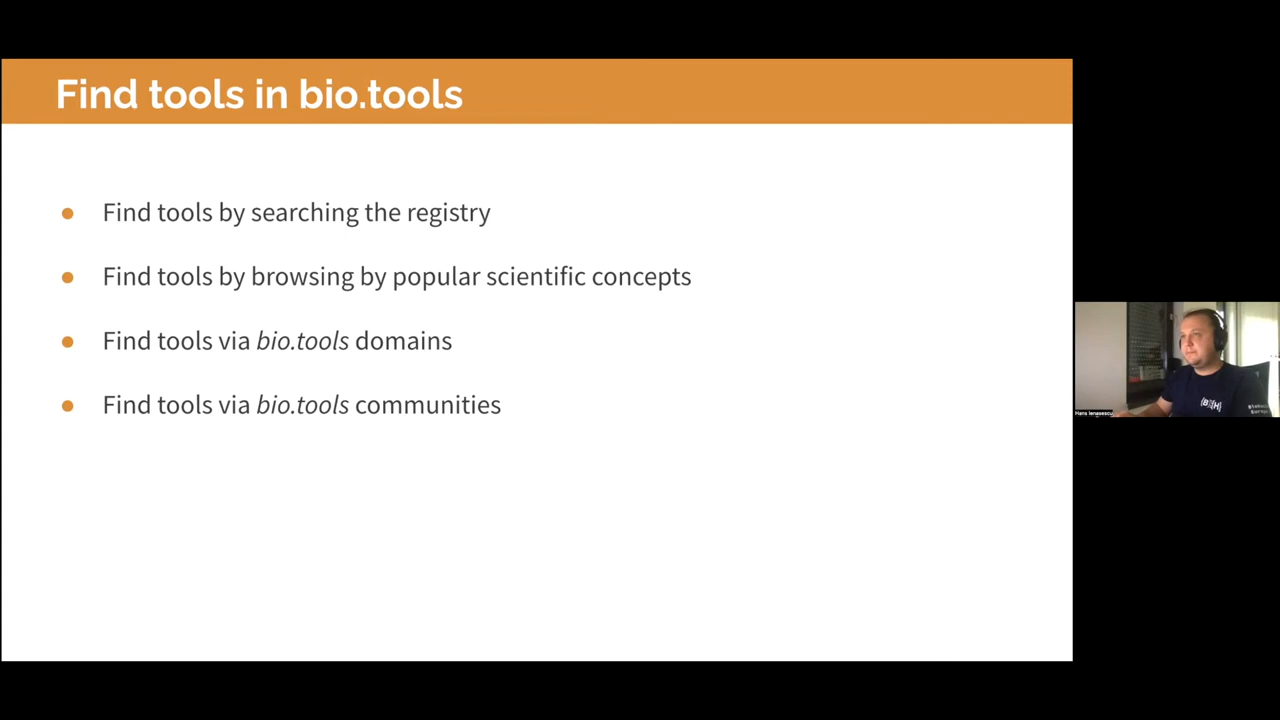 Find tools in bio.tools
Find tools by searching the registry
Find tools by browsing by popular scientific concepts
Find tools via bio.tools domains
Find tools via bio.tools communities